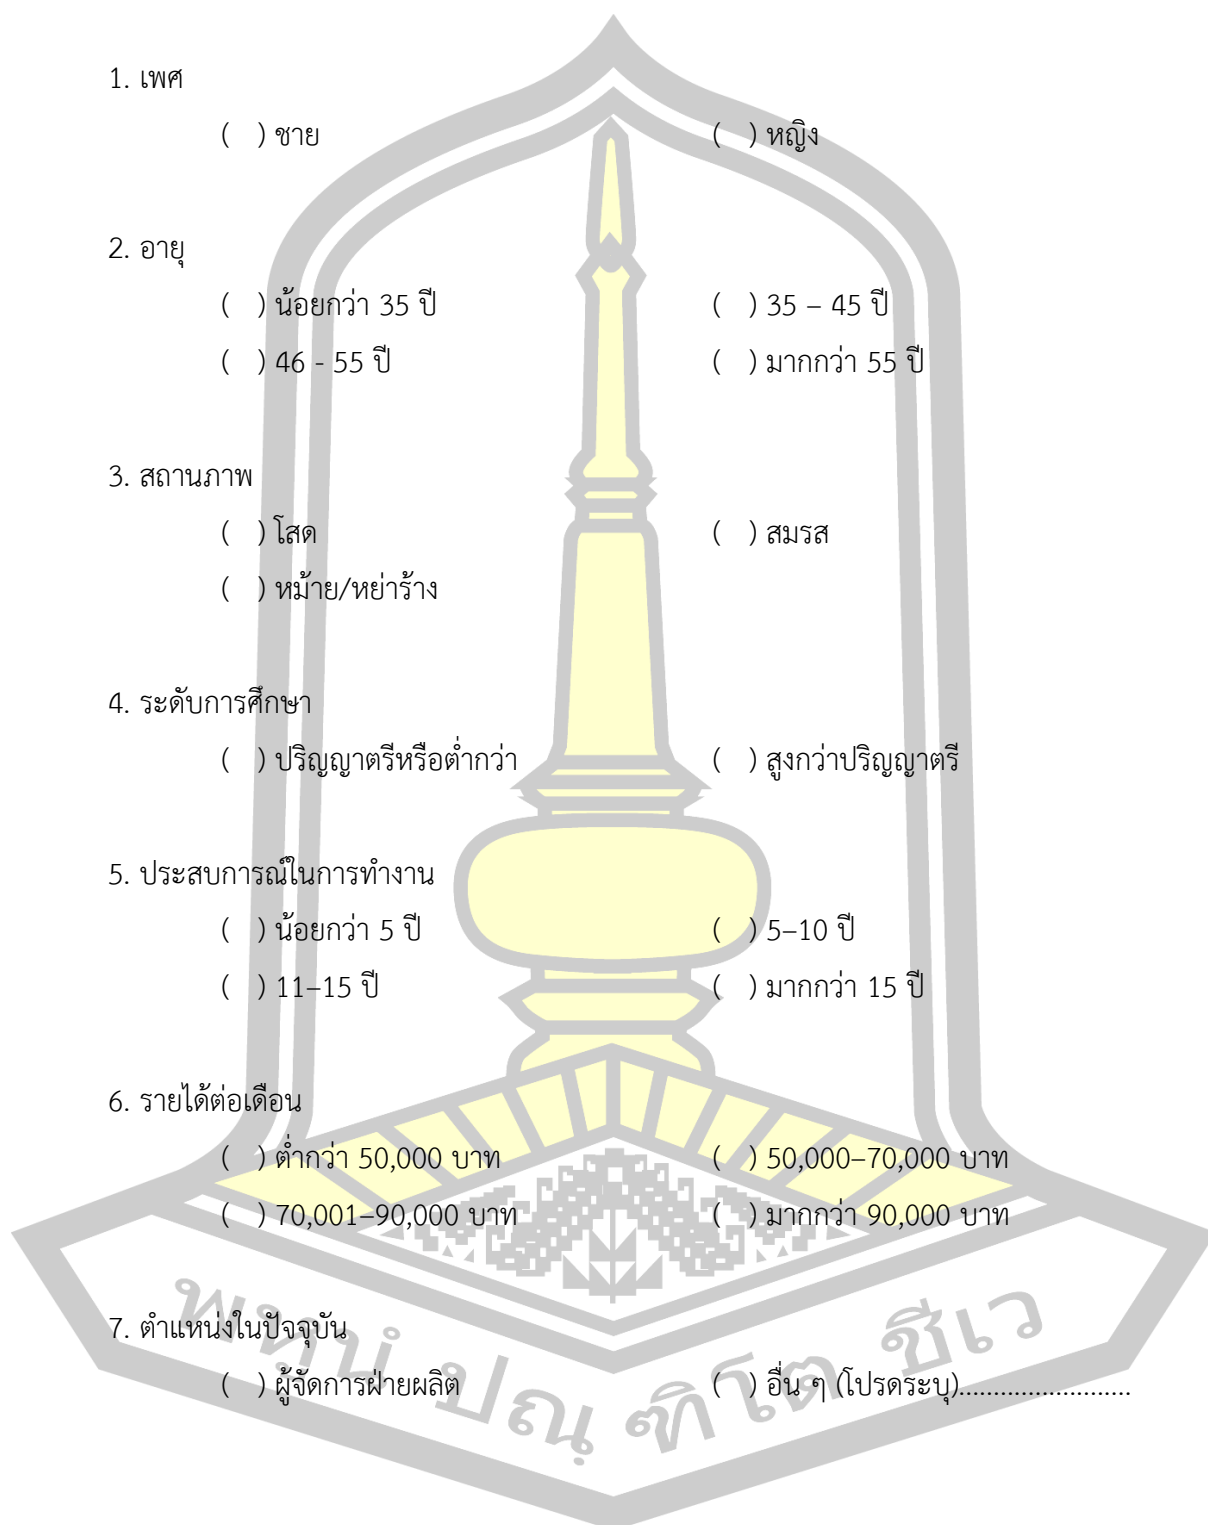 1. เพศ
(   ) ชาย (   ) หญิง
2. อายุ
(   ) น้อยกว่า 35 ปี (   ) 35 – 45 ปี
(   ) 46 - 55 ปี (   ) มากกว่า 55 ปี
3. สถานภาพ
(   ) โสด (   ) สมรส
(   ) หม้าย/หย่าร้าง
4. ระดับการศึกษา
(   ) ปริญญาตรีหรือต่ำกว่า (   ) สูงกว่าปริญญาตรี
5. ประสบการณ์ในการทำงาน
(   ) น้อยกว่า 5 ปี (   ) 5–10 ปี
(   ) 11–15 ปี (   ) มากกว่า 15 ปี
6. รายได้ต่อเดือน
(   ) ต่ำกว่า 50,000 บาท (   ) 50,000–70,000 บาท
(   ) 70,001–90,000 บาท (   ) มากกว่า 90,000 บาท
7. ตำแหน่งในปัจจุบัน
(   ) ผู้จัดการฝ่ายผลิต (   ) อื่น ๆ (โปรดระบุ).........................
พหูนํ ปณฺฑิโต ชีเว